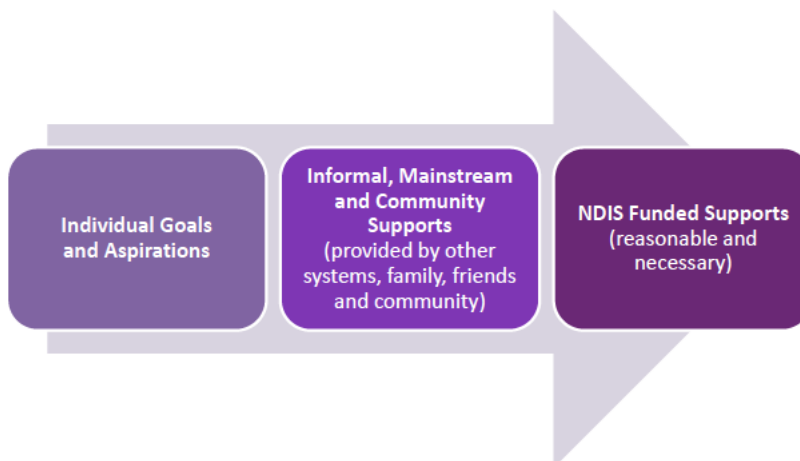 Individual Goals
and Aspirations
Informal, Mainstream
and Community
Supports
(provided by other
systems, family, friends
and community)
NDIS Funded Supports
(reasonable and
necessary)